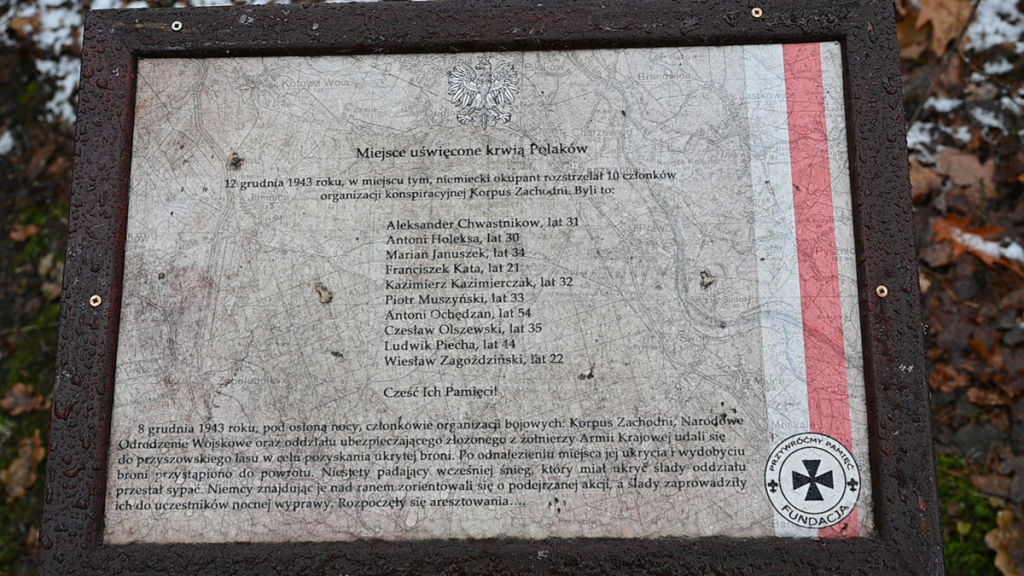 Kotowa Wola
Miejsce uświęcone krwią Polaków
12 grudnia 1943 roku, w miejscu tym, niemiecki okupant rozstrzelał 10 członków
organizacji konspiracyjnej Korpus Zachodni. Byli to:
Aleksander Chwastnikow, lat 31
Antoni Holeksa, lat 30
Marian Januszek, lat 34
Franciszek Kata, lat 21
Kazimierz Kazimierczak, lat 32
Piotr Muszyński, lat 33
Antoni Ochędzan, lat 54
Czesław Olszewski, lat 35
Ludwik Piecha, lat 44
Wiesław Zagoździński, lat 22
Cześć Ich Pamięci!
8 grudnia 1943 roku, pod osłoną nocy, członkowie organizacji bojowych: Korpus Zachodni, Narodowe
Odrodzenie Wojskowe oraz oddziału ubezpieczającego złożonego z żołnierzy Armii Krajowej udali się
do przyszowskiego lasu w celu pozyskania ukrytej broni. Po odnalezieniu miejsca jej ukrycia i wydobyciu
broni przystąpiono do powrotu. Niestety padający wcześniej śnieg, który miał ukryć ślady oddziału
przestał sypać. Niemcy znajdując je nad ranem zorientowali się o podejrzanej akcji, a ślady zaprowadziły
ich do uczestników nocnej wyprawy. Rozpoczęły się aresztowania....
PRZYWRÓĆMY PAMIĘĆ
FUNDACJA